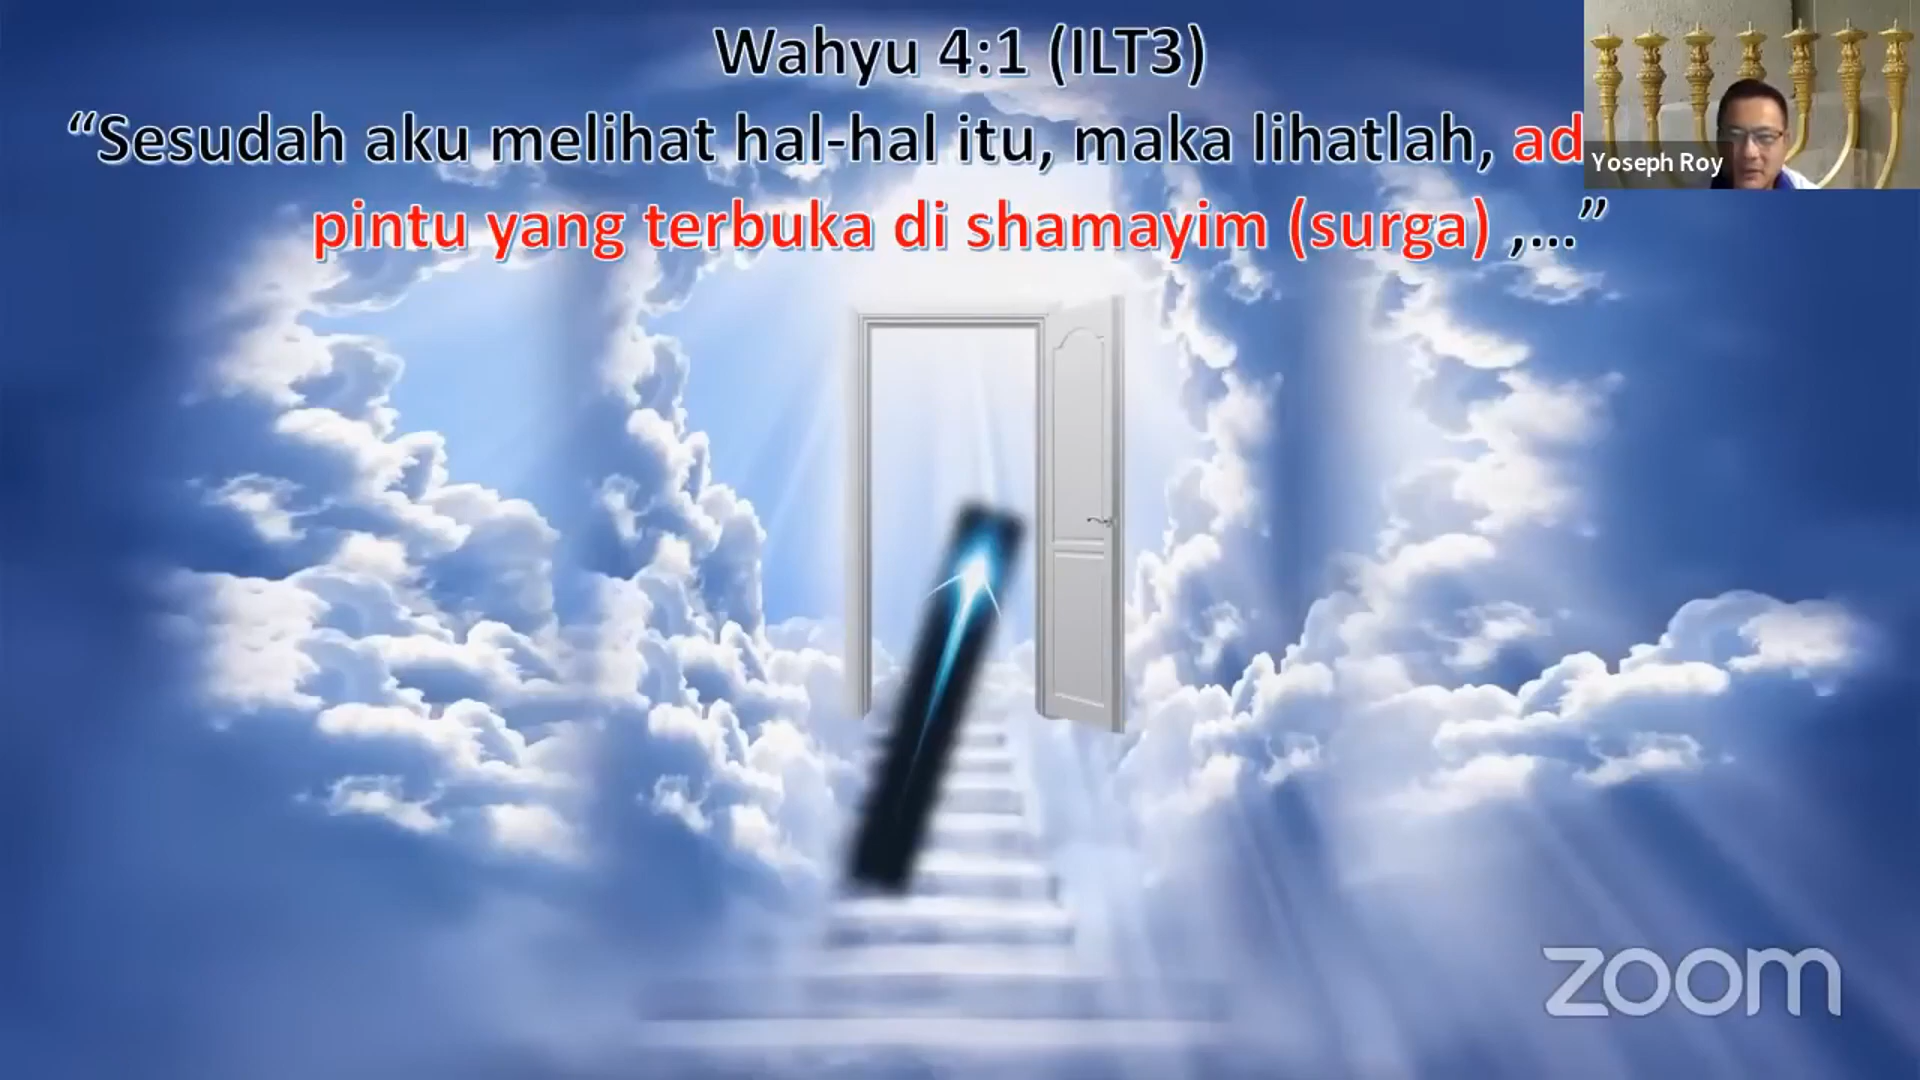 Wahyu 4:1 (ILT3)
“Sesudah aku melihat hal-hal itu, maka lihatlah,
pintu yang terbuka di shamayim (surga) ,...”
Yoseph Roy
zoom